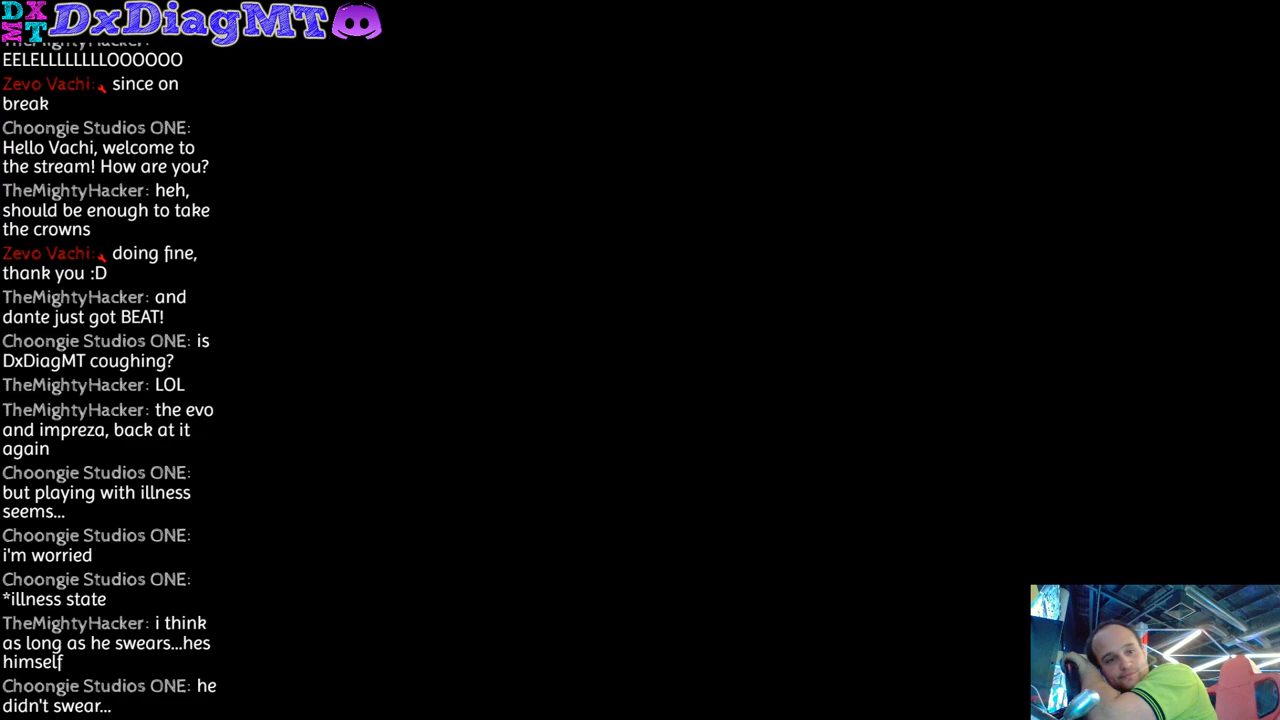 DX
MT
DxDiagMT
TheMightyHacker:
EELELLLLLLLLOOOOOO
Zevo Vachi: since on
break
Choongie Studios ONE:
Hello Vachi, welcome to
the stream! How are you?
TheMightyHacker: heh,
should be enough to take
the crowns
Zevo Vachi: doing fine,
thank you :D
TheMightyHacker: and
dante just got BEAT!
Choongie Studios ONE: is
DxDiagMT coughing?
TheMightyHacker: LOL
TheMightyHacker: the evo
and impreza, back at it
again
Choongie Studios ONE:
but playing with illness
seems...
Choongie Studios ONE:
i'm worried
Choongie Studios ONE:
*illness state
TheMightyHacker: i think
as long as he swears...hes
himself
Choongie Studios ONE: he
didn't swear...